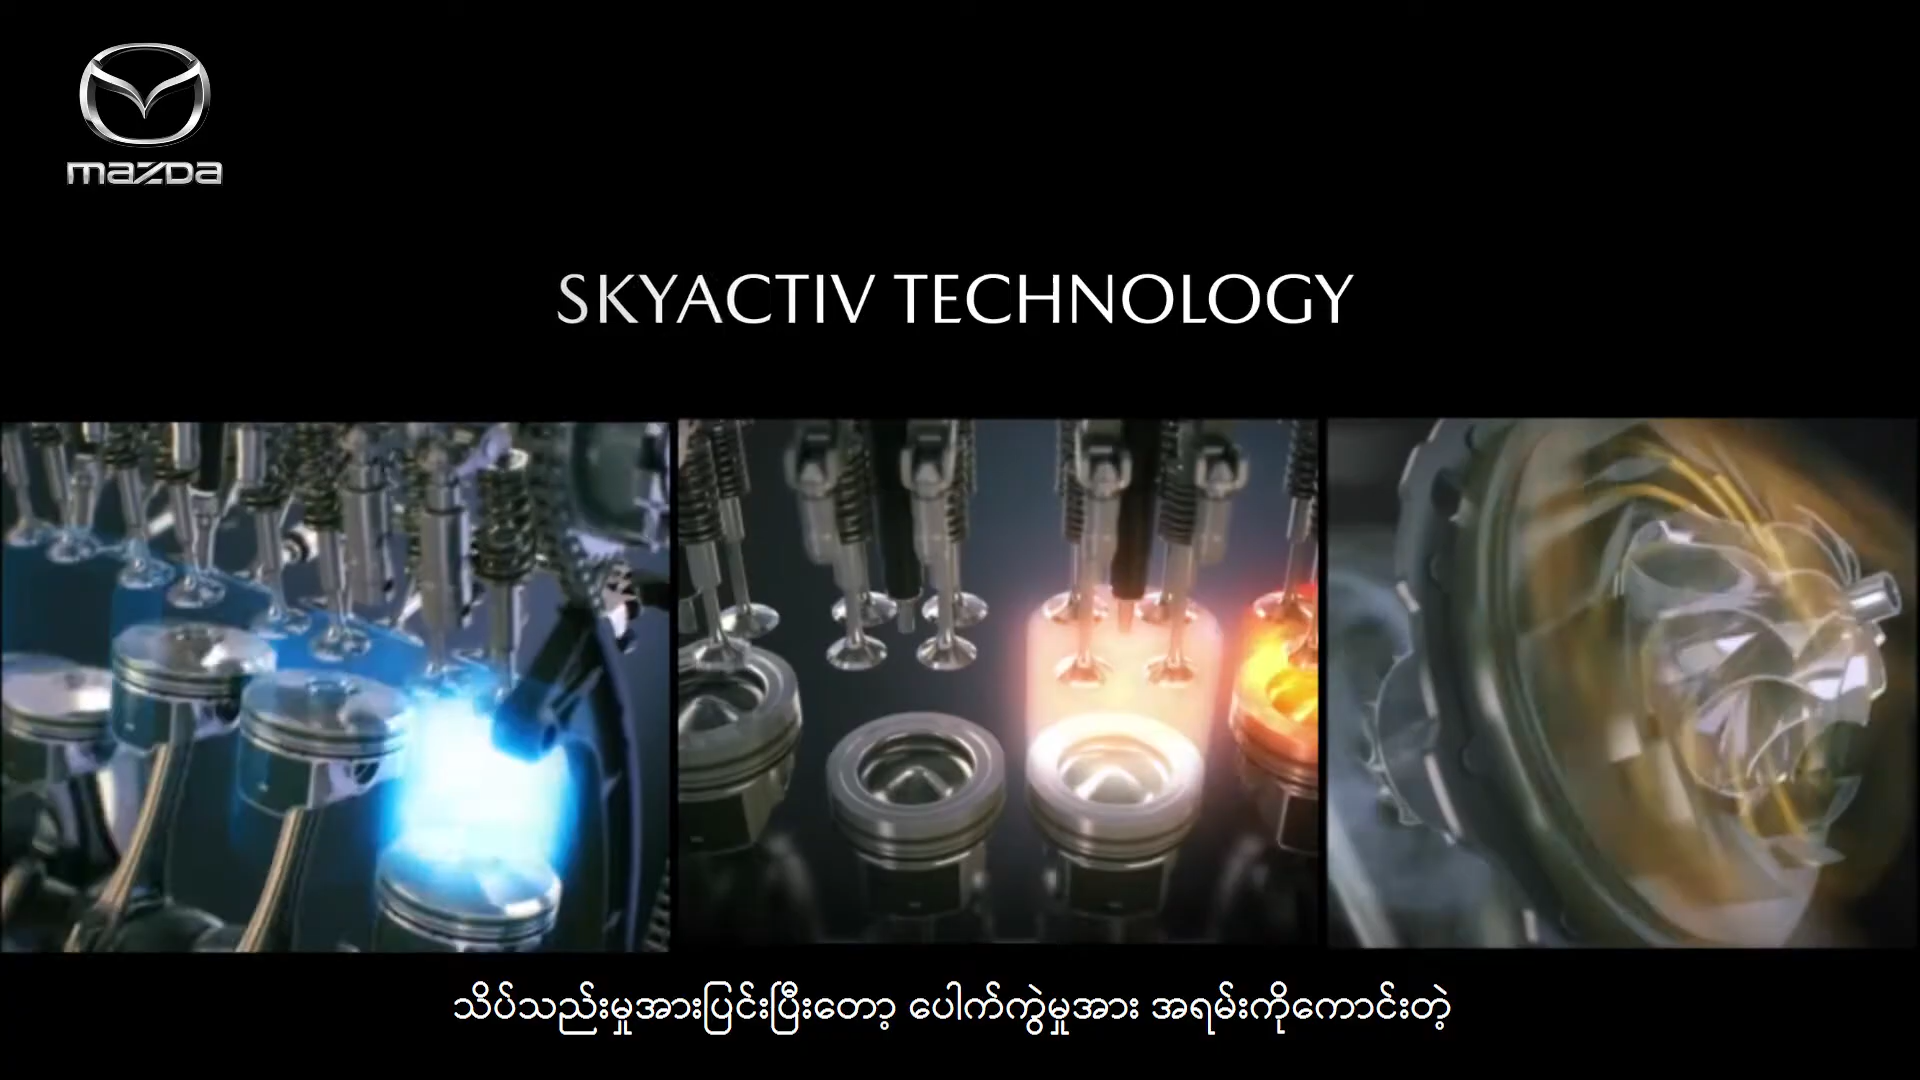 mazda
SKYACTIV TECHNOLOGY
သိပ်သည်းမှုအားပြင်းပြီးတော့ ပေါက်ကွဲမှုအား အရမ်းကိုကောင်းတဲ့